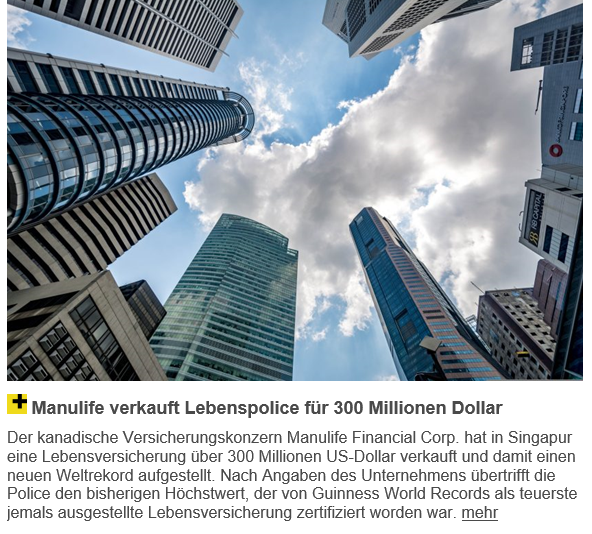 Manulife verkauft Lebenspolice für 300 Millionen Dollar
Der kanadische Versicherungskonzern Manulife Financial Corp. hat in Singapur
eine Lebensversicherung über 300 Millionen US-Dollar verkauft und damit einen
neuen Weltrekord aufgestellt. Nach Angaben des Unternehmens übertrifft die
Police den bisherigen Höchstwert, der von Guinness World Records als teuerste
jemals ausgestellte Lebensversicherung zertifiziert worden war. mehr